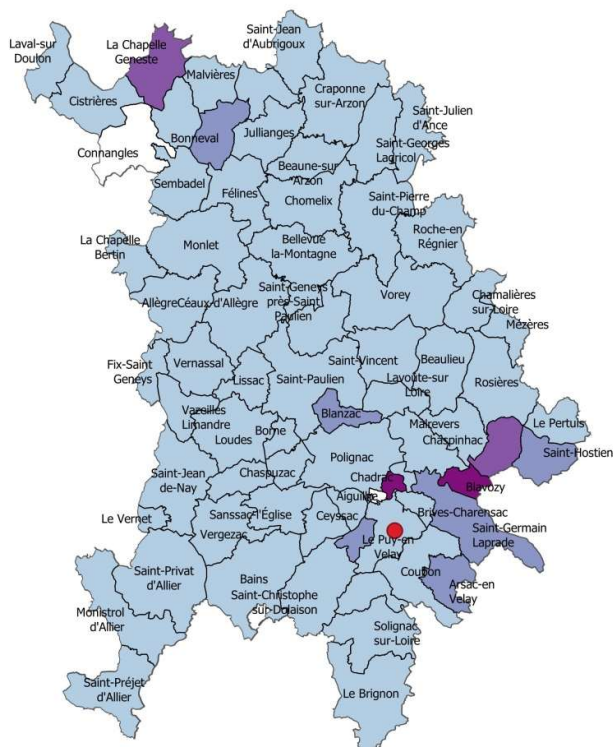 Saint-Jean
d'Aubrigoux
Laval-sur
Doulon
La Chapelle
Geneste
Malvières
Cistrières
Craponne
sur-Arzon
Saint-Julien
d'Ance
Bonneval
Jullianges
Saint-Georges
Lagricol
Connangles
Beaune-sur
Arzon
Sembadel
Félines
Chomelix
Saint-Pierre
du-Champ
Roche-en
Régnier
La Chapelle
Bertin
Monlet
Bellevue
la-Montagne
Allègre
Céaux-d'Allègre
Saint-Geneys
près-Saint
Paulien
Vorey
Chamalières
sur-Loire
Mézères
Fix-Saint
Geneys
Vernassal
Lissac
Saint-Paulien
Saint-Vincent
Beaulieu
Lavoûte-sur
Loire
Rosières
Vazeilles
Limandre
Loudes
Borne
Blanzac
Malrevers
Chaspinhac
Le Pertuis
Saint-Hostien
Polignac
Saint-Jean
de-Nay
Chaspuzac
Chadrac
Blavozy
Aiguilhe
Le Vernet
Sanssac-l'Église
Ceyssac
Brives-Charensac
Saint-Germain
Laprade
Vergezac
Le Puy-en
Velay
Saint-Privat
d'Allier
Bains
Coubon
Arsac-en
Velay
Saint-Christophe
sur-Dolaison
Monistrol
d'Allier
Solignac
sur-Loire
Saint-Préjet
d'Allier
Le Brignon